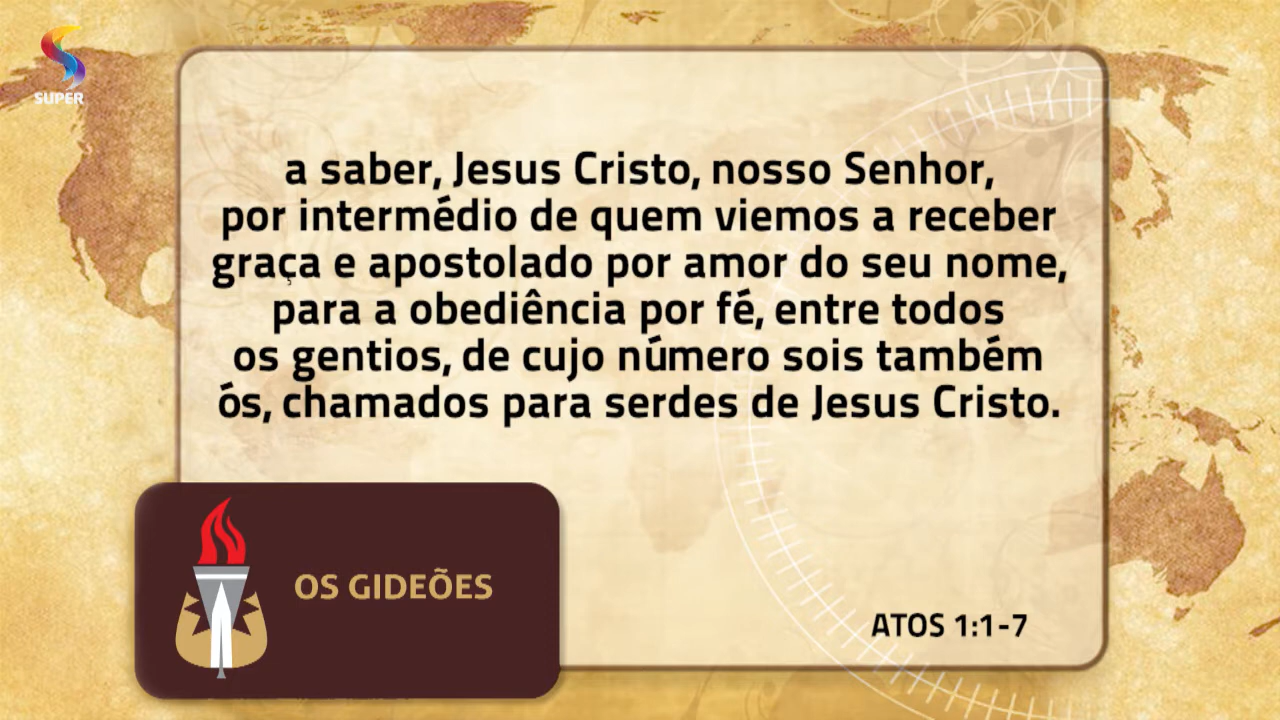 SUPER
a saber, Jesus Cristo, nosso Senhor,
por intermédio de quem viemos a receber
graça e apostolado por amor do seu nome,
para a obediência por fé, entre todos
os gentios, de cujo número sois também
ós, chamados para serdes de Jesus Cristo.
OS GIDEÕES
ATOS 1:1-7